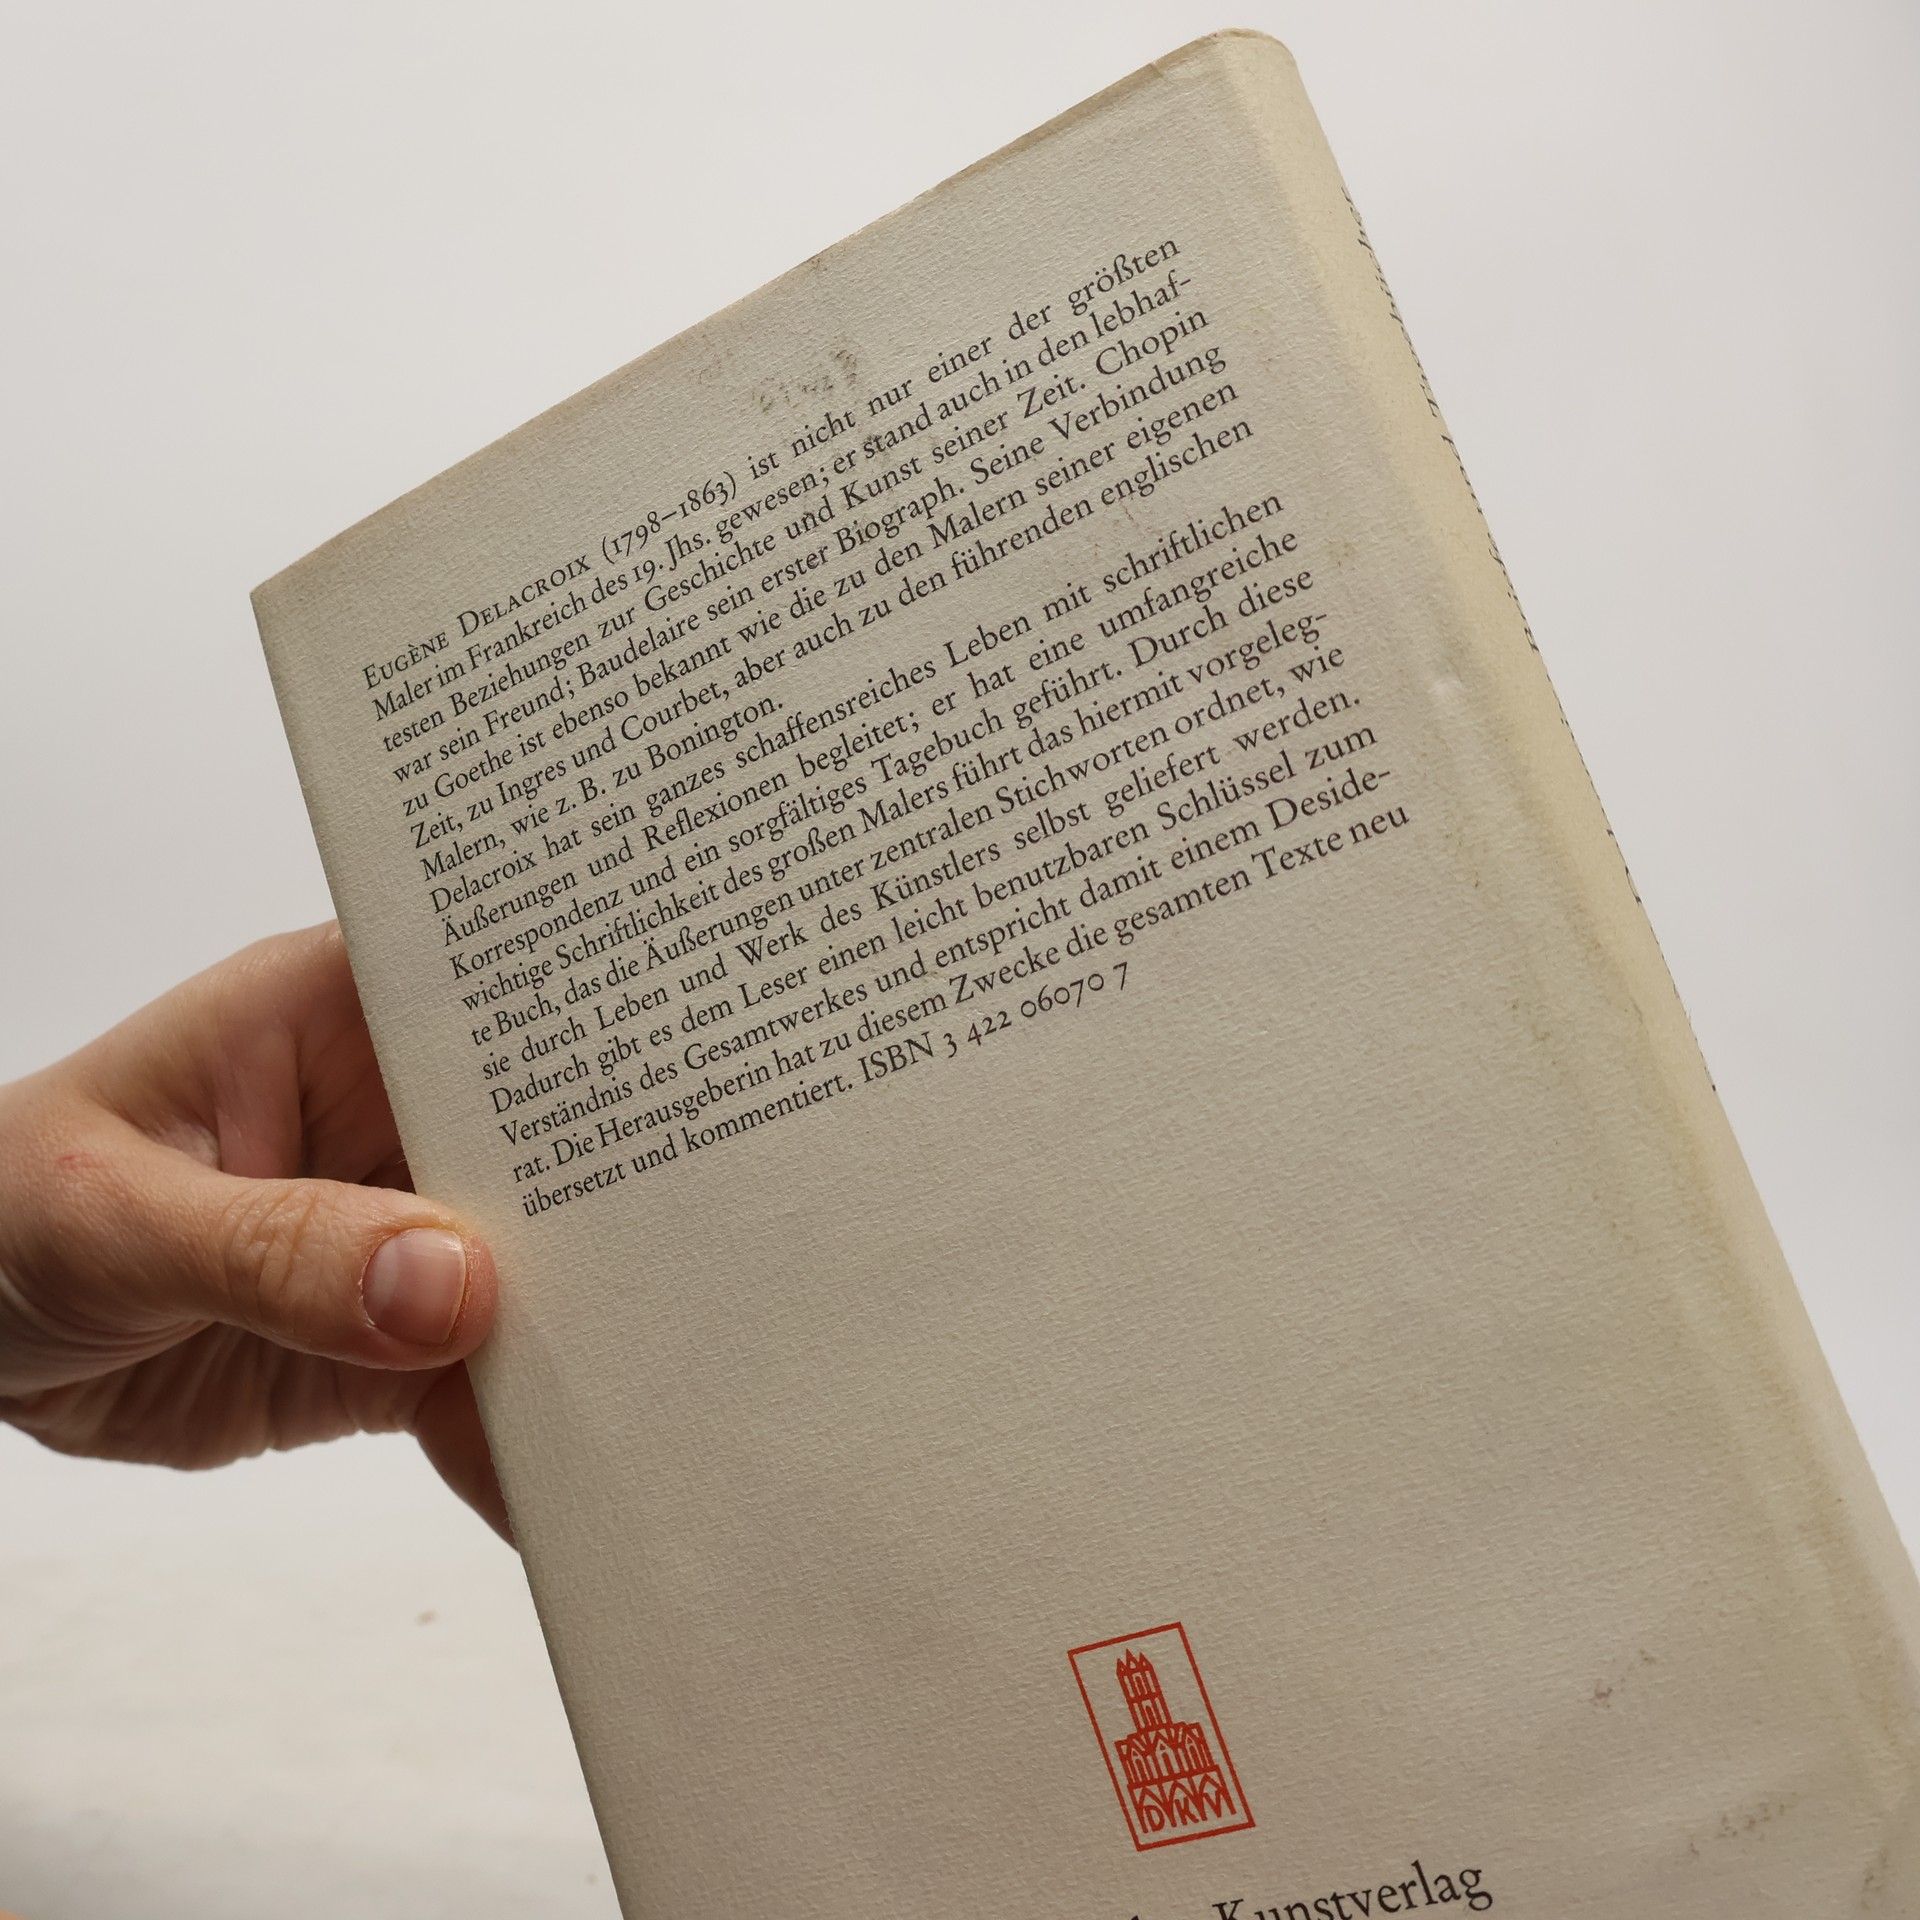 EUGÈNE DELACROIX (1798–1863) ist nicht nur einer der größten
Maler im Frankreich des 19. Jhs. gewesen; er stand auch in den lebhaf-
testen Beziehungen zur Geschichte und Kunst seiner Zeit. Chopin
war sein Freund; Baudelaire sein erster Biograph. Seine Verbindung
zu Goethe ist ebenso bekannt wie die zu den Malern seiner eigenen
Zeit, zu Ingres und Courbet, aber auch zu den führenden englischen
Malern, wie z. B. zu Bonington.
Delacroix hat sein ganzes schaffensreiches Leben mit schriftlichen
Äußerungen und Reflexionen begleitet; er hat eine umfangreiche
Korrespondenz und ein sorgfältiges Tagebuch geführt. Durch diese
wichtige Schriftlichkeit des großen Malers führt das hiermit vorgeleg-
te Buch, das die Äußerungen unter zentralen Stichworten ordnet, wie
sie durch Leben und Werk des Künstlers selbst geliefert werden.
Dadurch gibt es dem Leser einen leicht benutzbaren Schlüssel zum
Verständnis des Gesamtwerkes und entspricht damit einem Deside-
rat. Die Herausgeberin hat zu diesem Zwecke die gesamten Texte neu
übersetzt und kommentiert. ISBN 3 422 06070 7
DKV
Kunstverlag